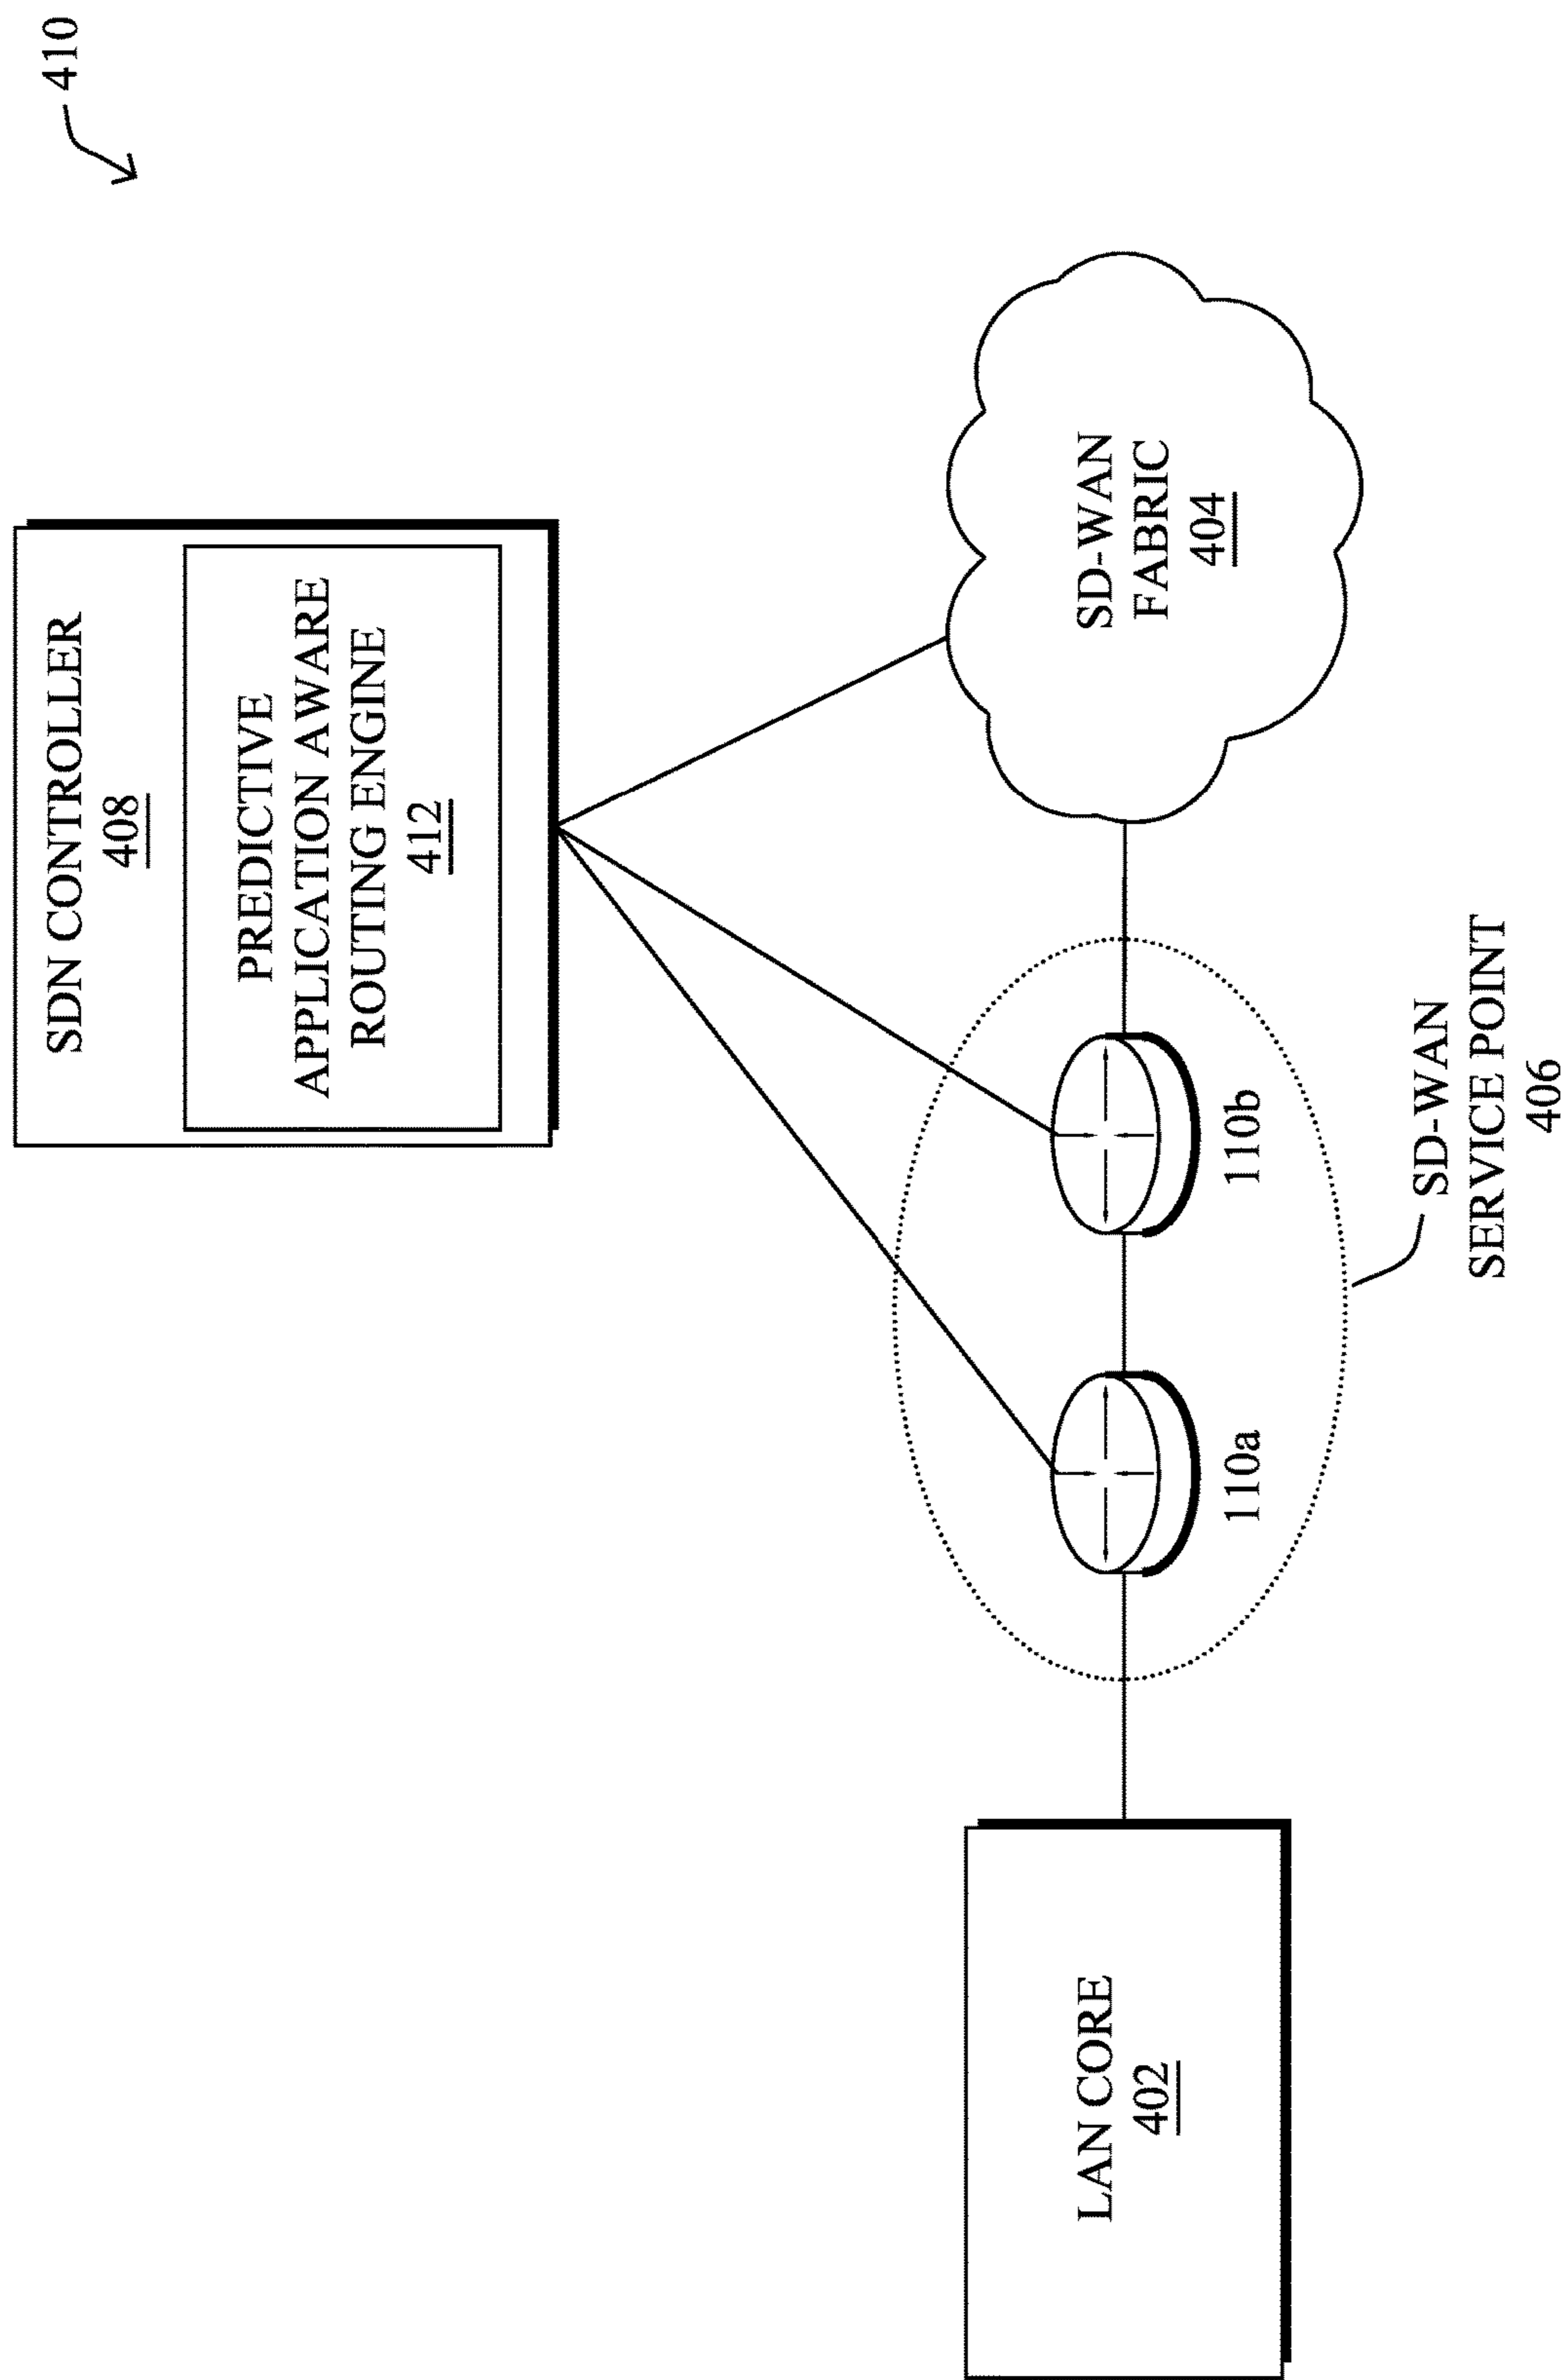 410
SDN CONTROLLER
408
PREDICTIVE
APPLICATION AWARE
ROUTING ENGINE
412
LAN CORE
402
110a
110b
SD-WAN
FABRIC
404
SD-WAN
SERVICE POINT
406